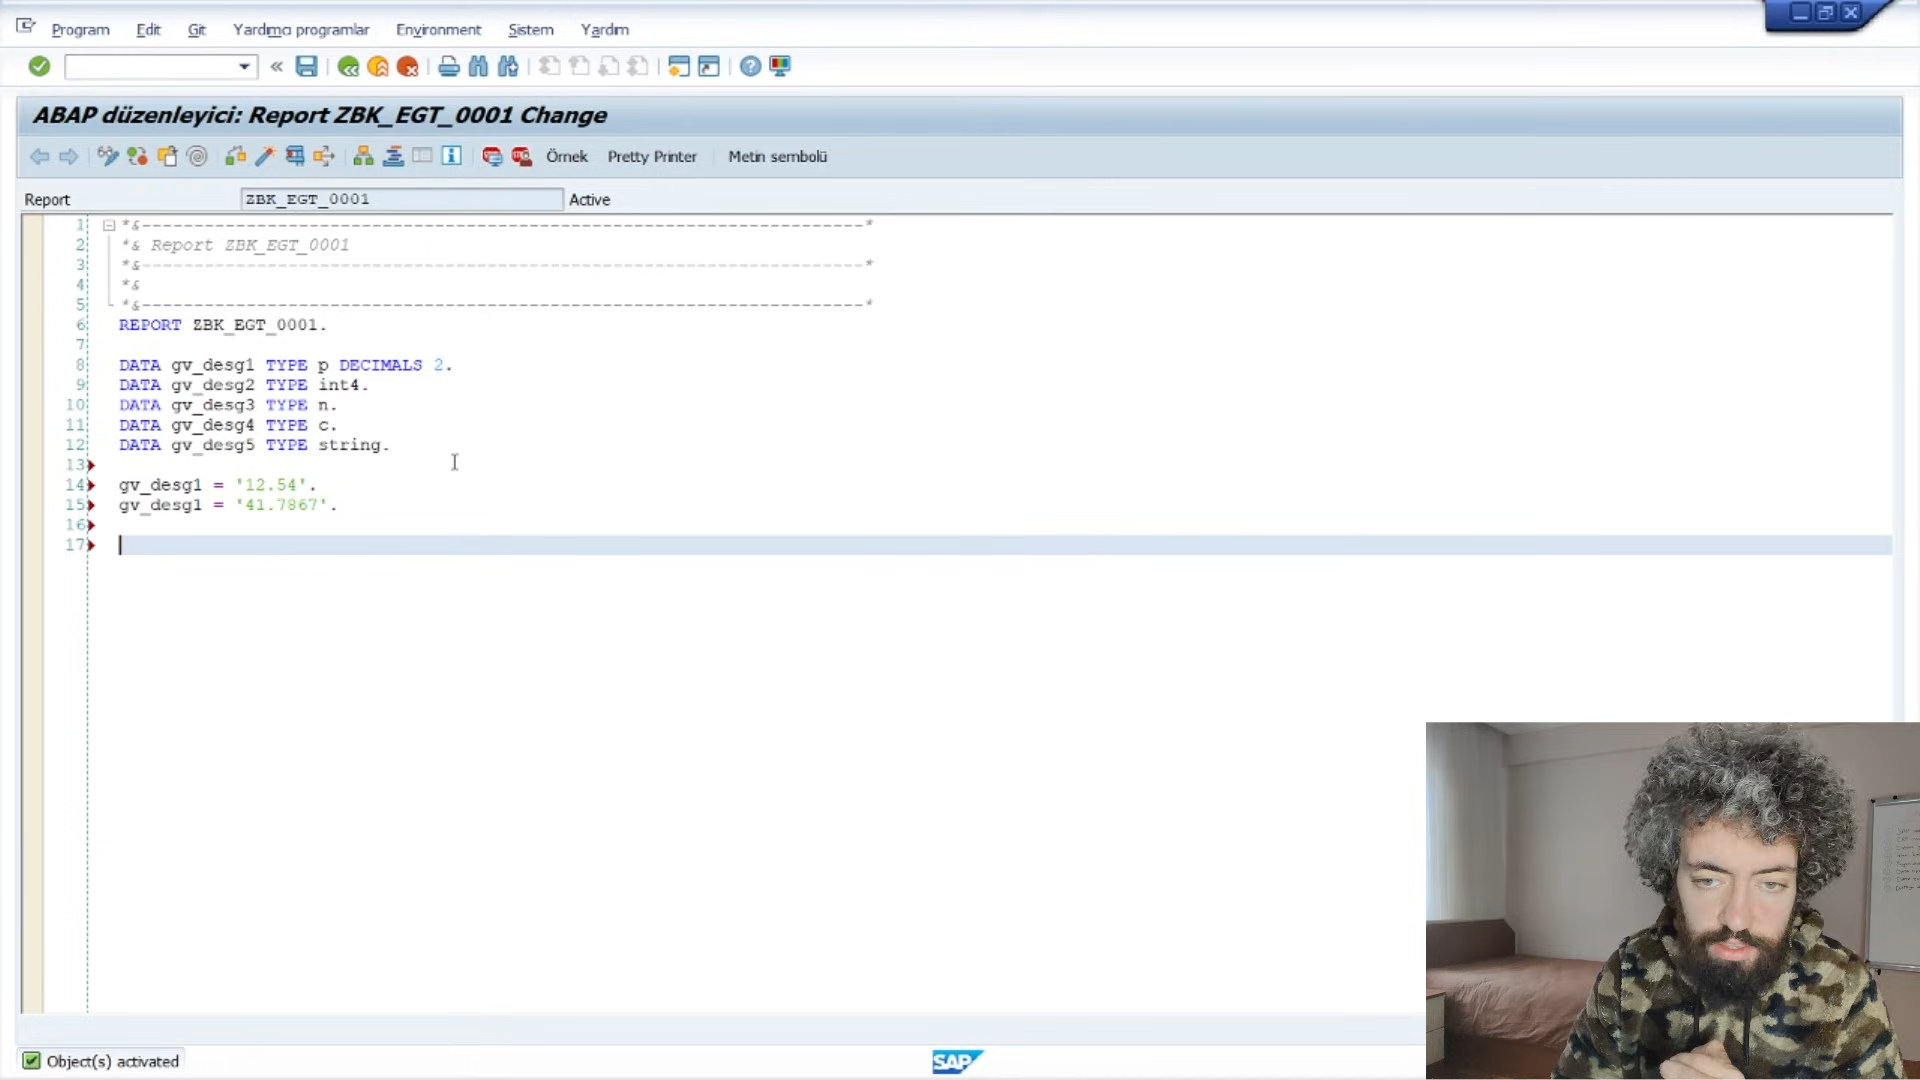 Program Edit Git Yardımcı programlar Environment Sistem Yardım
ABAP düzenleyici: Report ZBK_EGT_0001 Change
Örnek Pretty Printer Metin sembolü
Report ZBK_EGT_0001 Active
1 *&---------------------------------------------------------------------*
2 *& Report ZBK_EGT_0001
3 *&---------------------------------------------------------------------*
4 *&
5 *&---------------------------------------------------------------------*
6 REPORT ZBK_EGT_0001.
7
8 DATA gv_desg1 TYPE p DECIMALS 2.
9 DATA gv_desg2 TYPE int4.
10 DATA gv_desg3 TYPE n.
11 DATA gv_desg4 TYPE c.
12 DATA gv_desg5 TYPE string.
13
14 gv_desg1 = '12.54'.
15 gv_desg1 = '41.7867'.
16
17
Object(s) activated
SAP